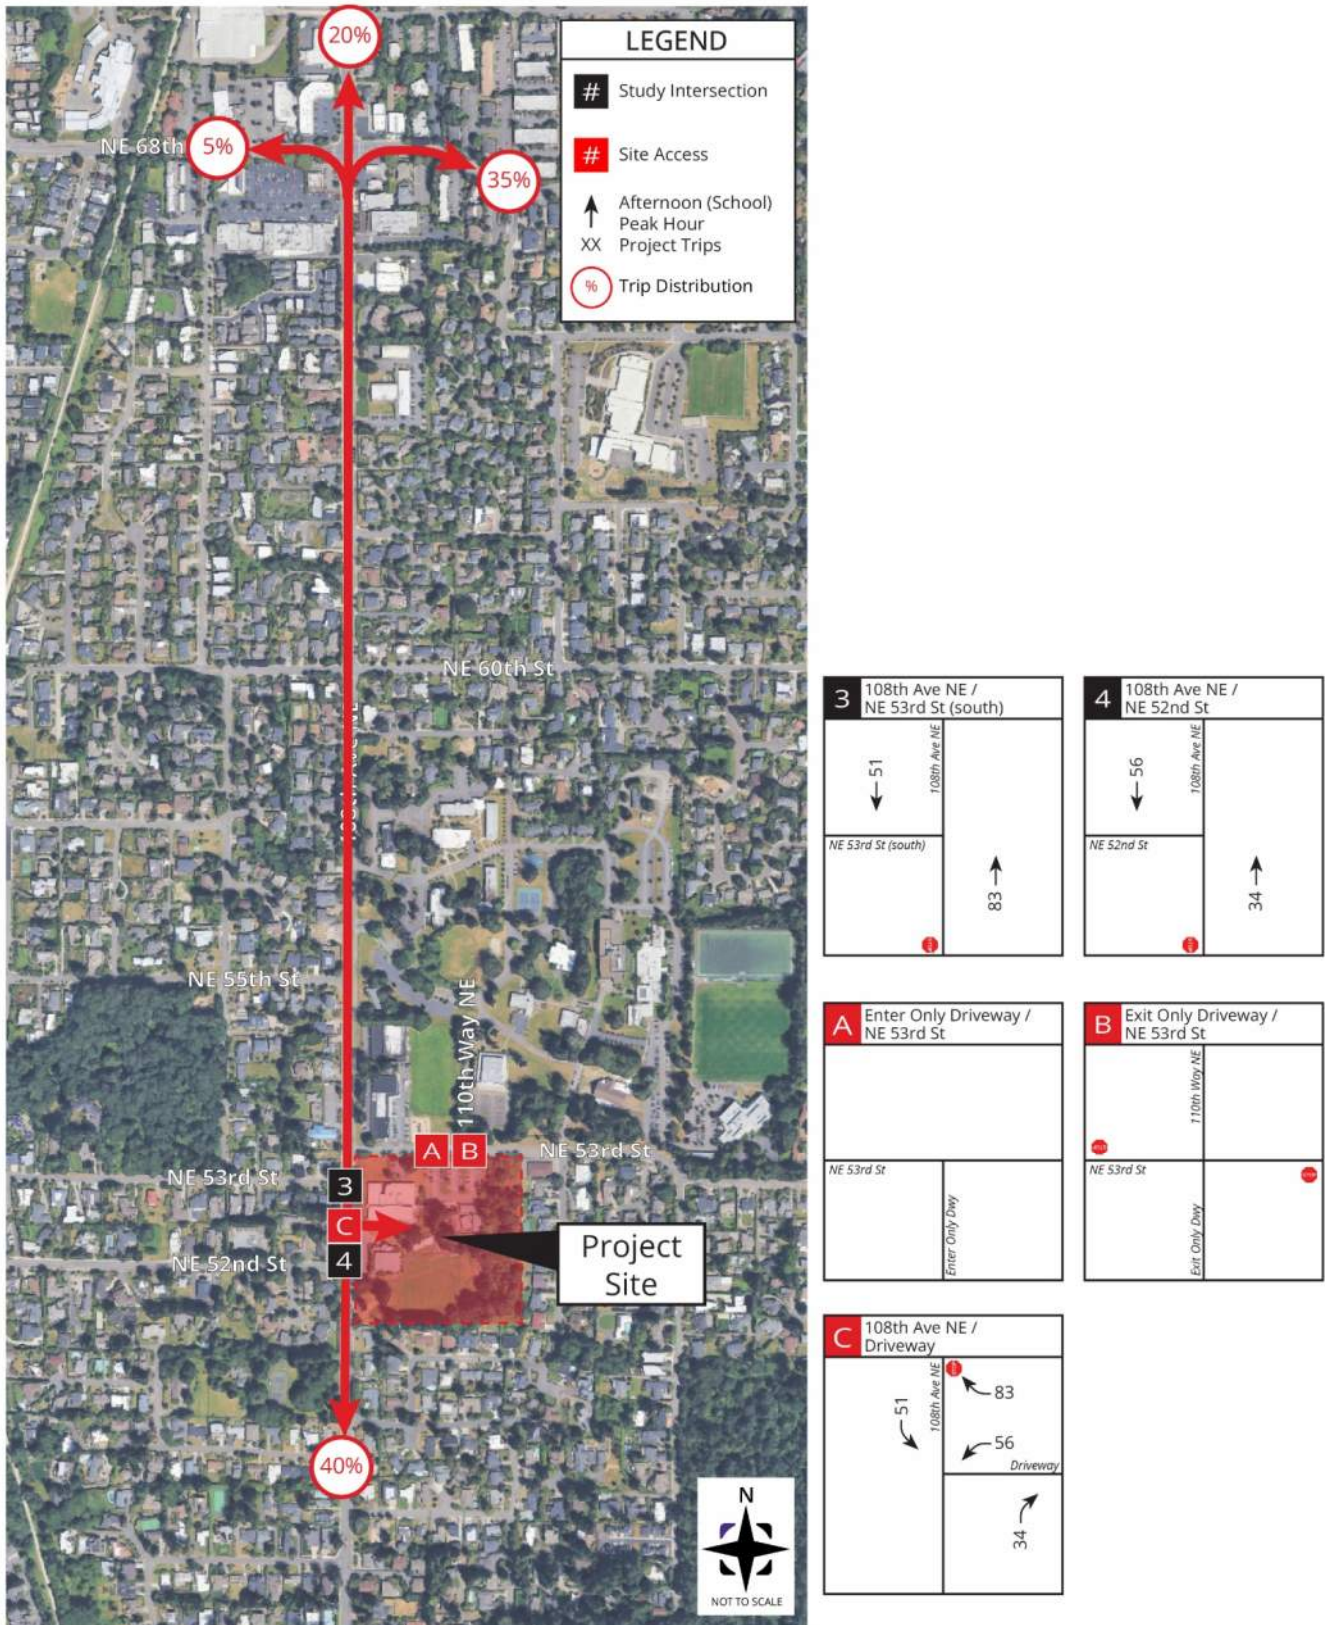 20%
NE 68th
5%
35%
LEGEND
# Study Intersection
# Site Access
Afternoon (School)
Peak Hour
XX Project Trips
% Trip Distribution
NE 60th St
108th Ave NE
NE 55th St
110th Way NE
A B
NE 53rd St
NE 53rd St
3
C
4
NE 52nd St
Project
Site
40%
N
NOT TO SCALE
3 108th Ave NE /
NE 53rd St (south)
51
108th Ave NE
NE 53rd St (south)
83
4 108th Ave NE /
NE 52nd St
56
108th Ave NE
NE 52nd St
34
A Enter Only Driveway /
NE 53rd St
NE 53rd St
Enter Only Dwy
B Exit Only Driveway /
NE 53rd St
110th Way NE
NE 53rd St
Exit Only Dwy
C 108th Ave NE /
Driveway
51
108th Ave NE
83
56
Driveway
34